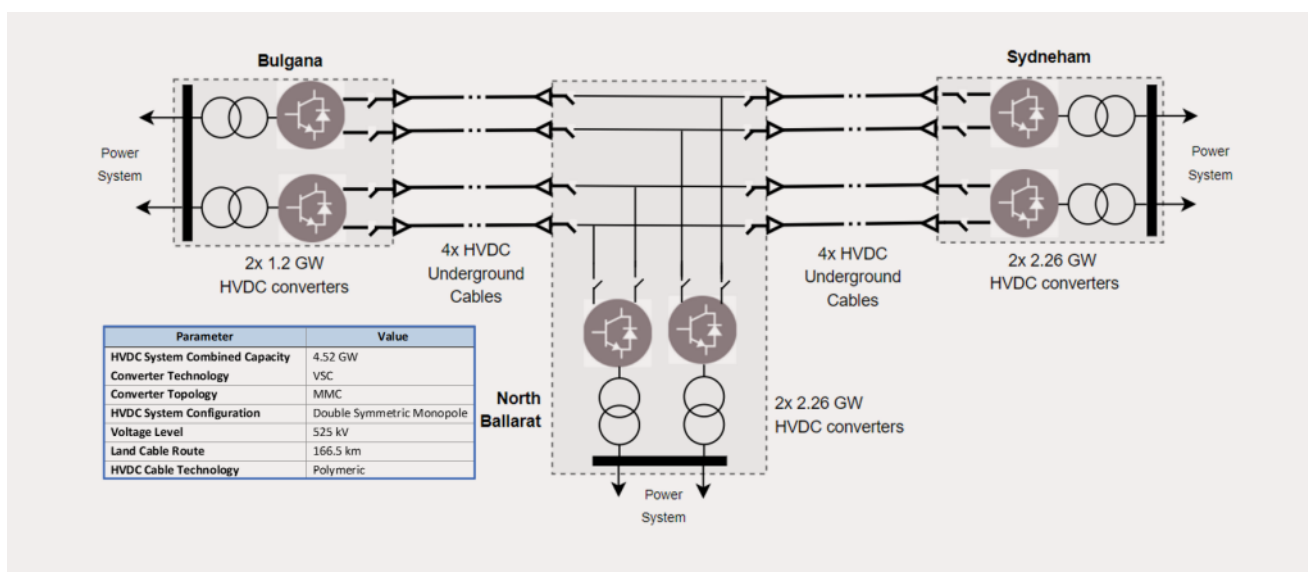 Bulgana
Sydneham
Power
System
Power
System
2x 1.2 GW
HVDC converters
4x HVDC
Underground
Cables
4x HVDC
Underground
Cables
2x 2.26 GW
HVDC converters
Parameter Value
HVDC System Combined Capacity 4.52 GW
Converter Technology VSC
Converter Topology MMC
HVDC System Configuration Double Symmetric Monopole
Voltage Level 525 kV
Land Cable Route 166.5 km
HVDC Cable Technology Polymeric
North
Ballarat
2x 2.26 GW
HVDC converters
Power
System